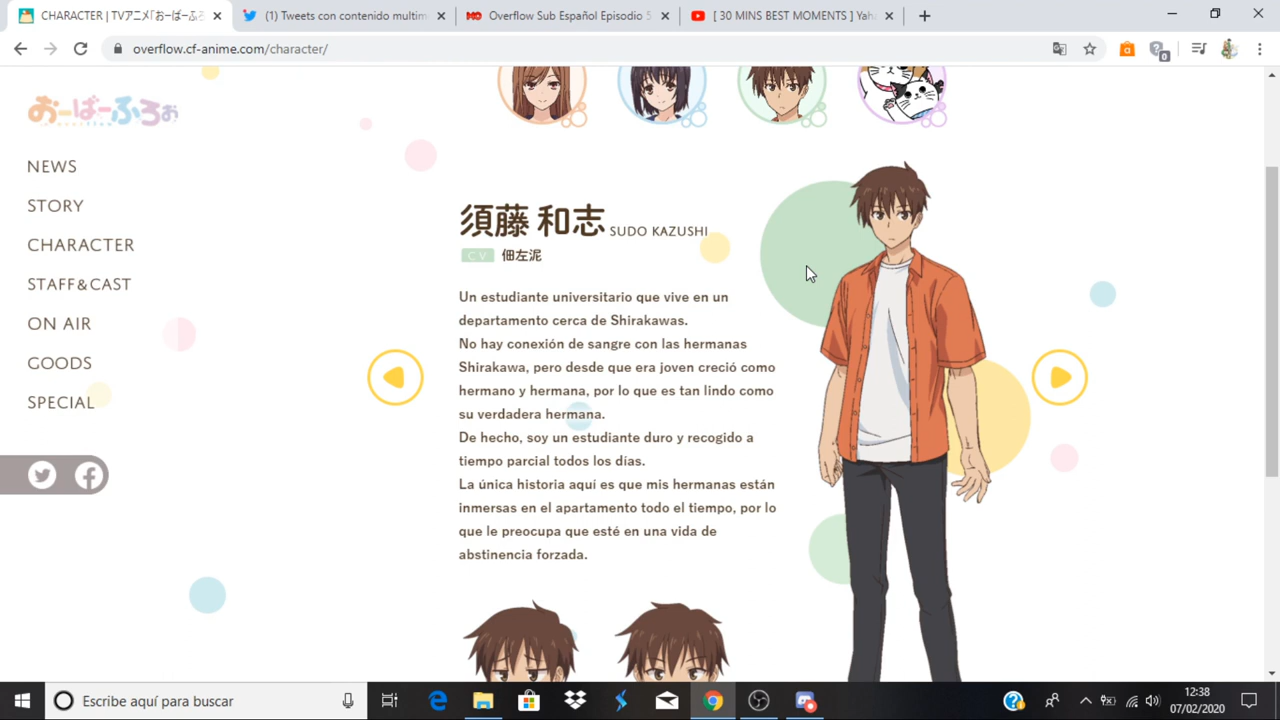 CHARACTER | TVアニメ「おーばーふろ
(1) Tweets con contenido multim
Overflow Sub Español Episodio 5
[ 30 MINS BEST MOMENTS ] Yah
overflow.cf-anime.com/character/
おーばーふろぉ
NEWS
STORY
CHARACTER
STAFF&CAST
ON AIR
GOODS
SPECIAL
須藤 和志 SUDO KAZUSHI
CV 佃左泥
Un estudiante universitario que vive en un
departamento cerca de Shirakawas.
No hay conexión de sangre con las hermanas
Shirakawa, pero desde que era joven creció como
hermano y hermana, por lo que es tan lindo como
su verdadera hermana.
De hecho, soy un estudiante duro y recogido a
tiempo parcial todos los días.
La única historia aquí es que mis hermanas están
inmersas en el apartamento todo el tiempo, por lo
que le preocupa que esté en una vida de
abstinencia forzada.
Escribe aquí para buscar
12:38
07/02/2020